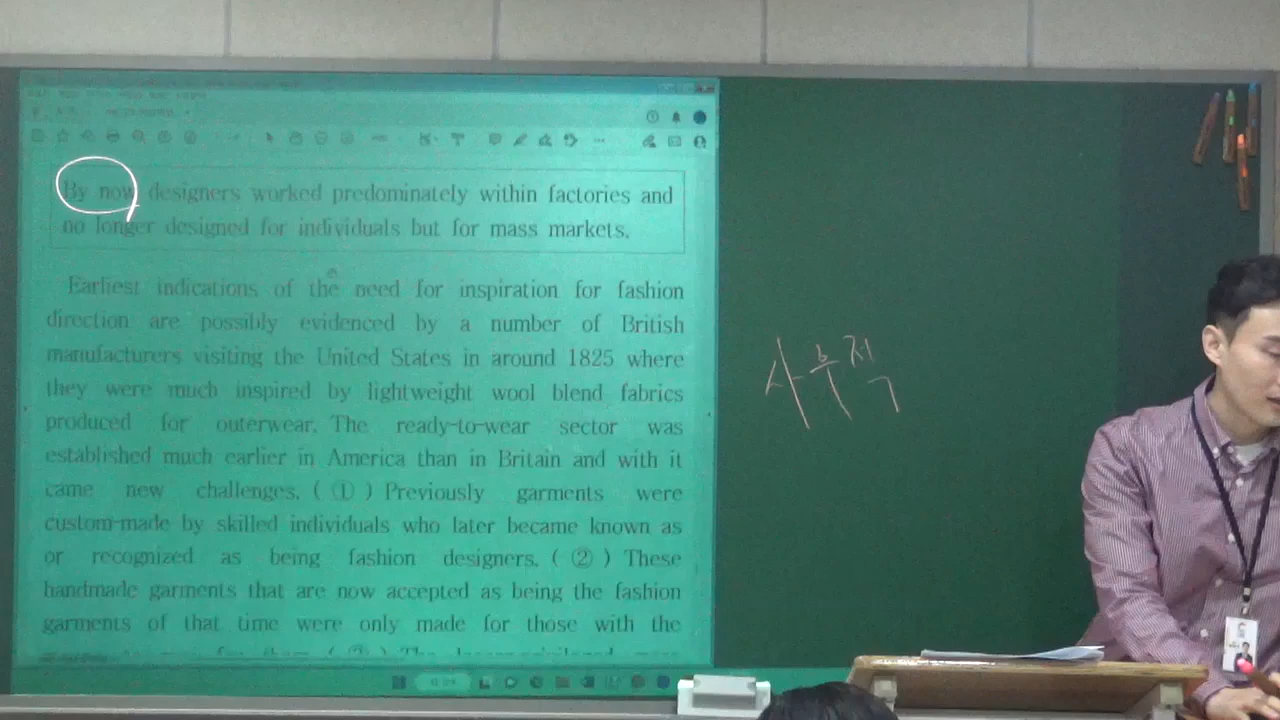 By now designers worked predominately within factories and
no longer designed for individuals but for mass markets.
Earliest indications of the need for inspiration for fashion
direction are possibly evidenced by a number of British
manufacturers visiting the United States in around 1825 where
they were much inspired by lightweight wool blend fabrics
produced for outerwear. The ready-to-wear sector was
established much earlier in America than in Britain and with it
came new challenges. ( ① ) Previously garments were
custom-made by skilled individuals who later became known as
or recognized as being fashion designers. ( ② ) These
handmade garments that are now accepted as being the fashion
garments of that time were only made for those with the